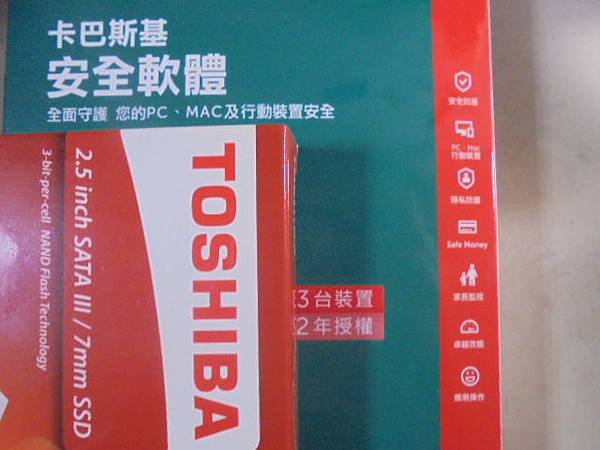 卡巴斯基
安全軟體
全面守護 您的PC、MAC及行動裝置安全
安全防護
PC、Mac
行動裝置
隱私防護
Safe Money
家長監控
卓越效能
簡易操作
3台裝置
2年授權
TOSHIBA
2.5 inch SATA III / 7mm SSD
3-bit-per-cell NAND Flash Technology